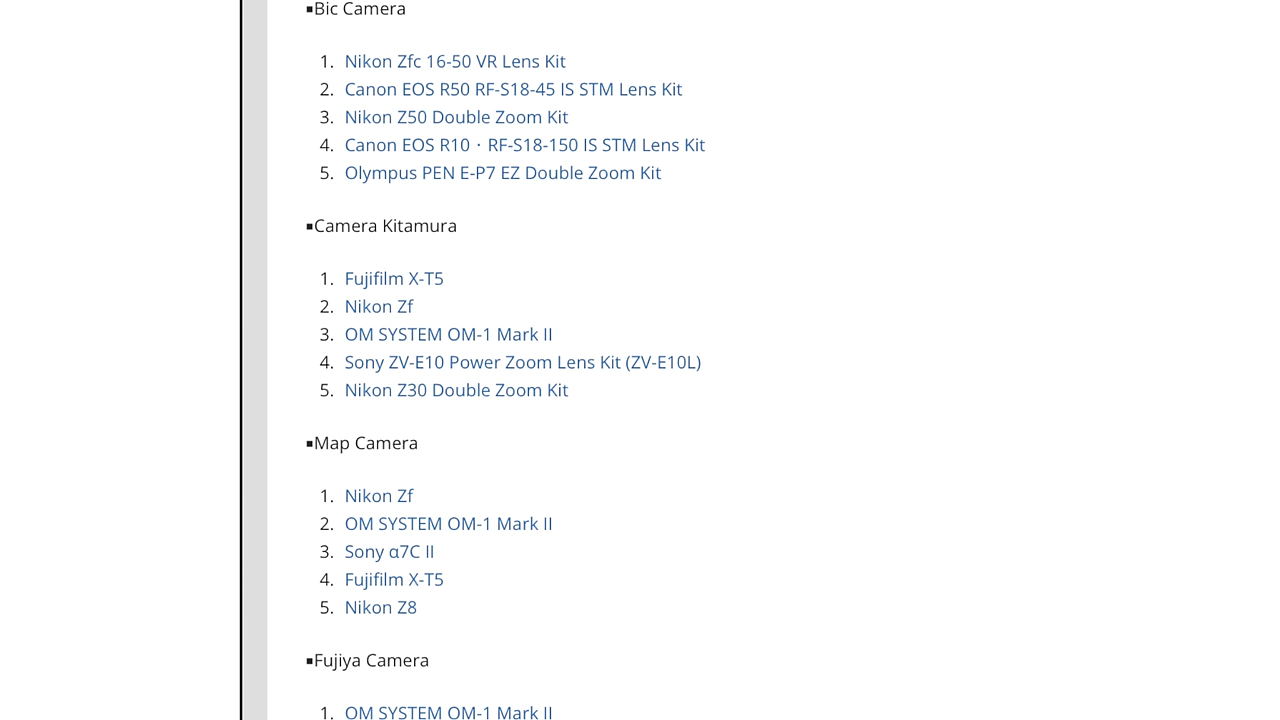 ▪Bic Camera
1. Nikon Zfc 16-50 VR Lens Kit
2. Canon EOS R50 RF-S18-45 IS STM Lens Kit
3. Nikon Z50 Double Zoom Kit
4. Canon EOS R10・RF-S18-150 IS STM Lens Kit
5. Olympus PEN E-P7 EZ Double Zoom Kit
▪Camera Kitamura
1. Fujifilm X-T5
2. Nikon Zf
3. OM SYSTEM OM-1 Mark II
4. Sony ZV-E10 Power Zoom Lens Kit (ZV-E10L)
5. Nikon Z30 Double Zoom Kit
▪Map Camera
1. Nikon Zf
2. OM SYSTEM OM-1 Mark II
3. Sony α7C II
4. Fujifilm X-T5
5. Nikon Z8
▪Fujiya Camera
1. OM SYSTEM OM-1 Mark II